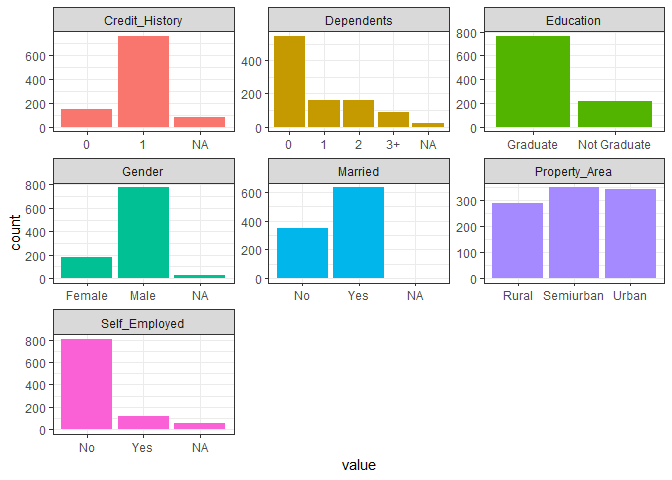 Credit_History Dependents Education
600
400
200
0
0 1 NA
400
200
0
0 1 2 3+ NA
800
600
400
200
0
Graduate Not Graduate
Gender Married Property_Area
800
600
400
200
0
Female Male NA
600
400
200
0
No Yes NA
300
200
100
0
Rural Semiurban Urban
count
Self_Employed
800
600
400
200
0
No Yes NA
value